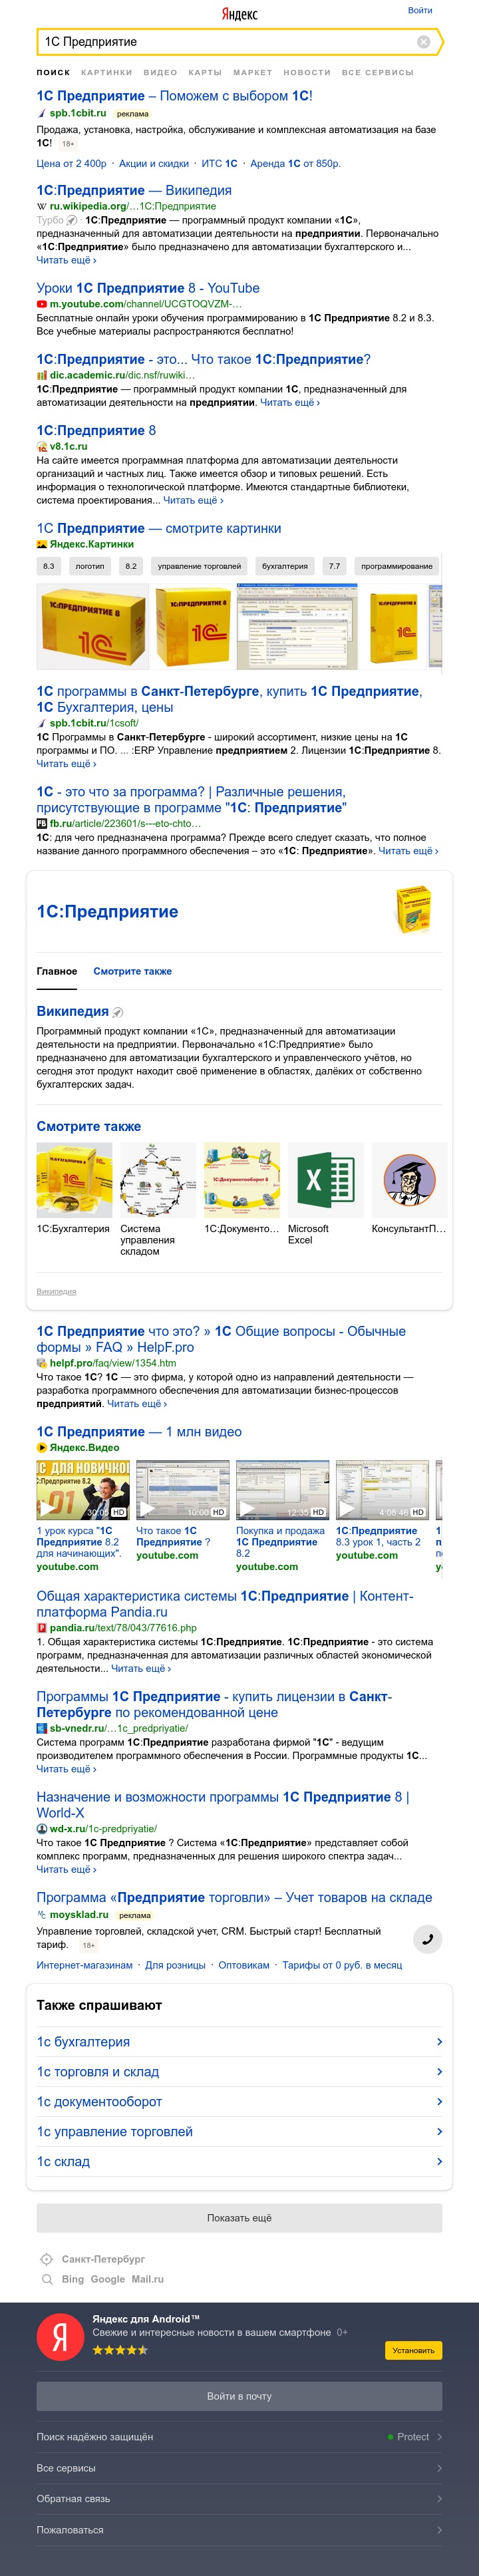 Яндекс
Войти
1С Предприятие
ПОИСК КАРТИНКИ ВИДЕО КАРТЫ МАРКЕТ НОВОСТИ ВСЕ СЕРВИСЫ
1С Предприятие – Поможем с выбором 1С!
spb.1cbit.ru реклама
Продажа, установка, настройка, обслуживание и комплексная автоматизация на базе
1С! 18+
Цена от 2 400р · Акции и скидки · ИТС 1С · Аренда 1С от 850р.
1С:Предприятие — Википедия
ru.wikipedia.org/…1С:Предприятие
Турбо · 1С:Предприятие — программный продукт компании «1С»,
предназначенный для автоматизации деятельности на предприятии. Первоначально
«1С:Предприятие» было предназначено для автоматизации бухгалтерского и...
Читать ещё ›
Уроки 1С Предприятие 8 - YouTube
m.youtube.com/channel/UCGTOQVZM-…
Бесплатные онлайн уроки обучения программированию в 1С Предприятие 8.2 и 8.3.
Все учебные материалы распространяются бесплатно!
1С:Предприятие - это... Что такое 1С:Предприятие?
dic.academic.ru/dic.nsf/ruwiki…
1С:Предприятие — программный продукт компании 1С, предназначенный для
автоматизации деятельности на предприятии. Читать ещё ›
1С:Предприятие 8
v8.1c.ru
На сайте имеется программная платформа для автоматизации деятельности
организаций и частных лиц. Также имеется обзор и типовых решений. Есть
информация о технологической платформе. Имеются стандартные библиотеки,
система проектирования... Читать ещё ›
1С Предприятие — смотрите картинки
Яндекс.Картинки
8.3 логотип 8.2 управление торговлей бухгалтерия 7.7 программирование
1С:ПРЕДПРИЯТИЕ 8
1С программы в Санкт-Петербурге, купить 1С Предприятие,
1С Бухгалтерия, цены
spb.1cbit.ru/1csoft/
1С Программы в Санкт-Петербурге - широкий ассортимент, низкие цены на 1С
программы и ПО. ... :ERP Управление предприятием 2. Лицензии 1С:Предприятие 8.
Читать ещё ›
1С - это что за программа? | Различные решения,
присутствующие в программе "1С: Предприятие"
fb.ru/article/223601/s---eto-chto…
1С: для чего предназначена программа? Прежде всего следует сказать, что полное
название данного программного обеспечения – это «1С: Предприятие». Читать ещё ›
1С:Предприятие
Главное Смотрите также
Википедия
Программный продукт компании «1С», предназначенный для автоматизации
деятельности на предприятии. Первоначально «1С:Предприятие» было
предназначено для автоматизации бухгалтерского и управленческого учётов, но
сегодня этот продукт находит своё применение в областях, далёких от собственно
бухгалтерских задач.
Смотрите также
1С:Документооборот 8
1С:Бухгалтерия Система 1С:Документо… Microsoft КонсультантП…
управление Excel
складом
Википедия
1С Предприятие что это? » 1С Общие вопросы - Обычные
формы » FAQ » HelpF.pro
helpf.pro/faq/view/1354.htm
Что такое 1С? 1С — это фирма, у которой одно из направлений деятельности —
разработка программного обеспечения для автоматизации бизнес-процессов
предприятий. Читать ещё ›
1С Предприятие — 1 млн видео
Яндекс.Видео
1С ДЛЯ НОВИЧКО
С:Предприятие 8.2
01
30:05 HD 10:00 HD 12:35 HD 4:05:46 HD
1 урок курса "1С Что такое 1С Покупка и продажа 1С:Предприятие
Предприятие 8.2 Предприятие ? 1С Предприятие 8.3 урок 1, часть 2
для начинающих". youtube.com 8.2 youtube.com
youtube.com youtube.com
Общая характеристика системы 1С:Предприятие | Контент-
платформа Pandia.ru
pandia.ru/text/78/043/77616.php
1. Общая характеристика системы 1С:Предприятие. 1С:Предприятие - это система
программ, предназначенная для автоматизации различных областей экономической
деятельности... Читать ещё ›
Программы 1С Предприятие - купить лицензии в Санкт-
Петербурге по рекомендованной цене
sb-vnedr.ru/…1c_predpriyatie/
Система программ 1С:Предприятие разработана фирмой "1С" - ведущим
производителем программного обеспечения в России. Программные продукты 1С...
Читать ещё ›
Назначение и возможности программы 1С Предприятие 8 |
World-X
wd-x.ru/1c-predpriyatie/
Что такое 1С Предприятие ? Система «1С:Предприятие» представляет собой
комплекс программ, предназначенных для решения широкого спектра задач...
Читать ещё ›
Программа «Предприятие торговли» – Учет товаров на складе
moysklad.ru реклама
Управление торговлей, складской учет, CRM. Быстрый старт! Бесплатный
тариф. 18+
Интернет-магазинам · Для розницы · Оптовикам · Тарифы от 0 руб. в месяц
Также спрашивают
1с бухгалтерия
1с торговля и склад
1с документооборот
1с управление торговлей
1с склад
Показать ещё
Санкт-Петербург
Bing Google Mail.ru
Яндекс для Android™
Свежие и интересные новости в вашем смартфоне 0+
Установить
Войти в почту
Поиск надёжно защищён Protect
Все сервисы
Обратная связь
Пожаловаться